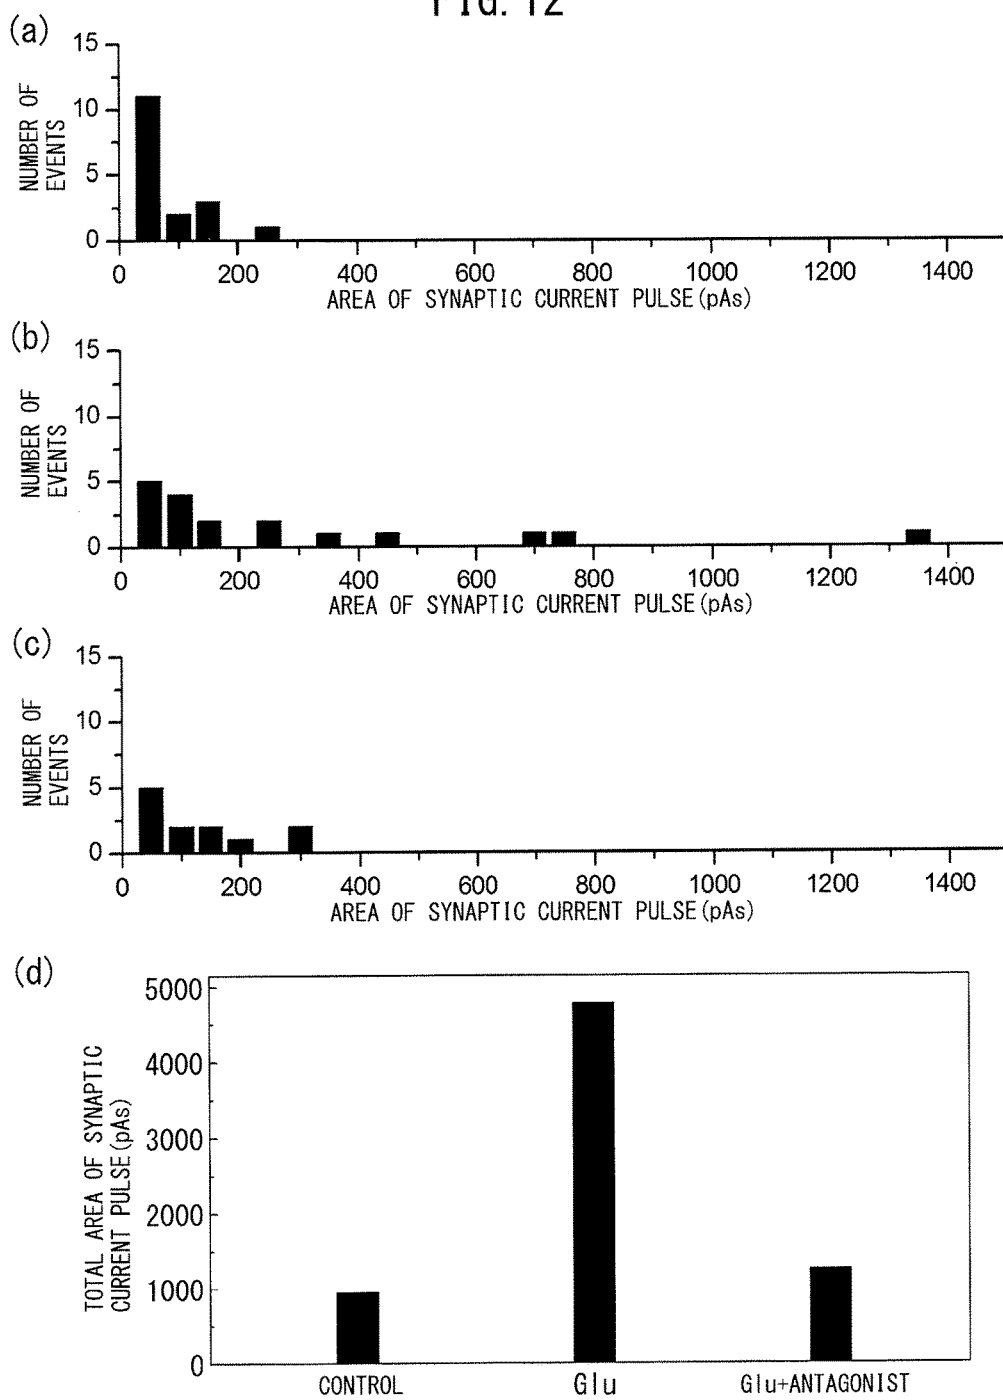 FIG. 12
(a)
15
10
5
0
NUMBER OF
EVENTS
0 200 400 600 800 1000 1200 1400
AREA OF SYNAPTIC CURRENT PULSE(pAs)
(b)
15
10
5
0
NUMBER OF
EVENTS
0 200 400 600 800 1000 1200 1400
AREA OF SYNAPTIC CURRENT PULSE(pAs)
(c)
15
10
5
0
NUMBER OF
EVENTS
0 200 400 600 800 1000 1200 1400
AREA OF SYNAPTIC CURRENT PULSE(pAs)
(d)
5000
4000
3000
2000
1000
0
TOTAL AREA OF SYNAPTIC
CURRENT PULSE(pAs)
CONTROL Glu Glu+ANTAGONIST